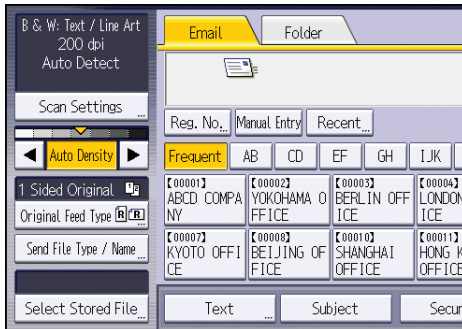 B & W: Text / Line Art
200 dpi
Auto Detect
Scan Settings
Auto Density
1 Sided Original
Original Feed Type
Send File Type / Name
Select Stored File
Email
Folder
Reg. No.
Manual Entry
Recent
Frequent
AB
CD
EF
GH
IJK
【00001】
ABCD COMPA
NY
【00002】
YOKOHAMA O
FFICE
【00003】
BERLIN OFF
ICE
【00004】
LONDON
ICE
【00007】
KYOTO OFFI
CE
【00008】
BEIJING OF
FICE
【00010】
SHANGHAI
OFFICE
【00011】
HONG K
OFFICE
Text
Subject
Secur